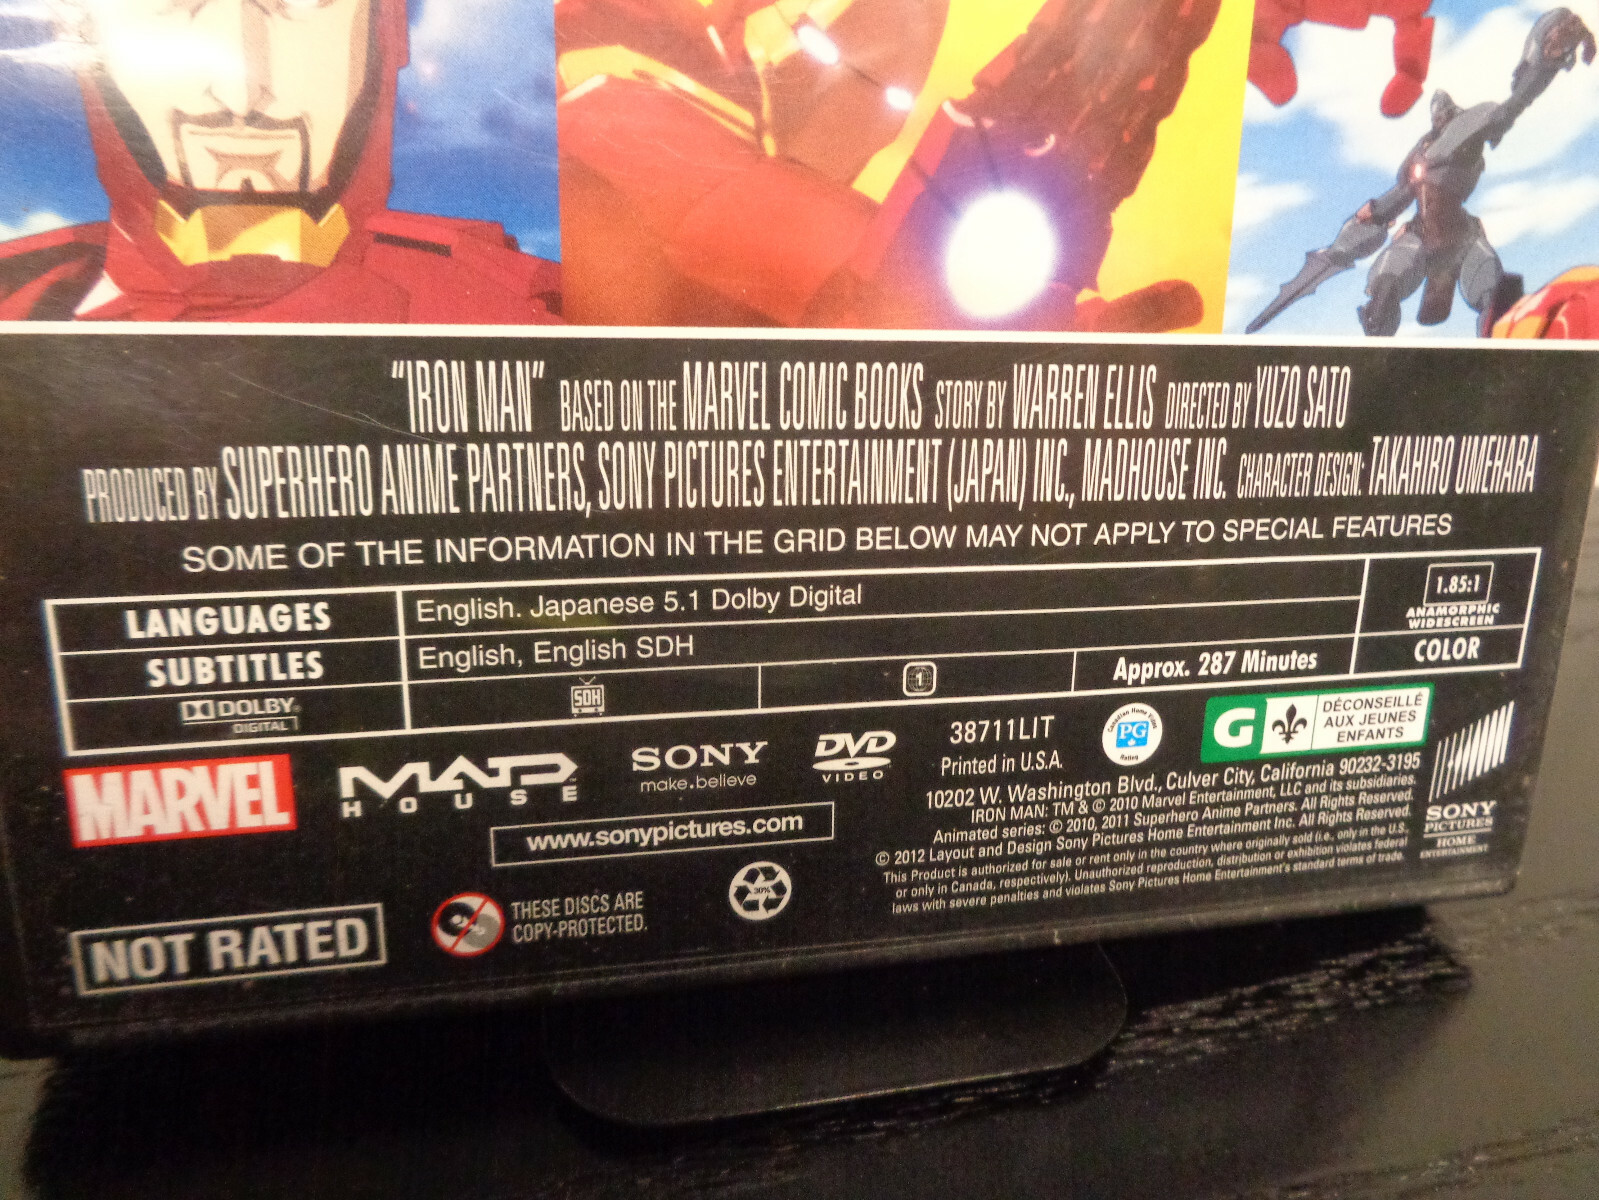 "IRON MAN" BASED ON THE MARVEL COMIC BOOKS STORY BY WARREN ELLIS DIRECTED BY YUZO SATO
PRODUCED BY SUPERHERO ANIME PARTNERS, SONY PICTURES ENTERTAINMENT (JAPAN) INC., MADHOUSE INC. CHARACTER DESIGN: TAKAHIRO UMEHARA
SOME OF THE INFORMATION IN THE GRID BELOW MAY NOT APPLY TO SPECIAL FEATURES
LANGUAGES English. Japanese 5.1 Dolby Digital
SUBTITLES English, English SDH
DOLBY
DIGITAL
SDH
1
Approx. 287 Minutes
1.85:1
ANAMORPHIC
WIDESCREEN
COLOR
MARVEL
MAD
HOUSE
SONY
make.believe
DVD
VIDEO
www.sonypictures.com
NOT RATED
THESE DISCS ARE
COPY-PROTECTED.
30%
38711LIT
Printed in U.S.A.
Canadian Home Video
PG
Rating
G
DÉCONSEILLÉ
AUX JEUNES
ENFANTS
10202 W. Washington Blvd., Culver City, California 90232-3195
IRON MAN: TM & © 2010 Marvel Entertainment, LLC and its subsidiaries.
Animated series: © 2010, 2011 Superhero Anime Partners. All Rights Reserved.
© 2012 Layout and Design Sony Pictures Home Entertainment Inc. All Rights Reserved.
This Product is authorized for sale or rent only in the country where originally sold (i.e., only in the U.S.
or only in Canada, respectively). Unauthorized reproduction, distribution or exhibition violates federal
laws with severe penalties and violates Sony Pictures Home Entertainment's standard terms of trade.
SONY
PICTURES
HOME
ENTERTAINMENT